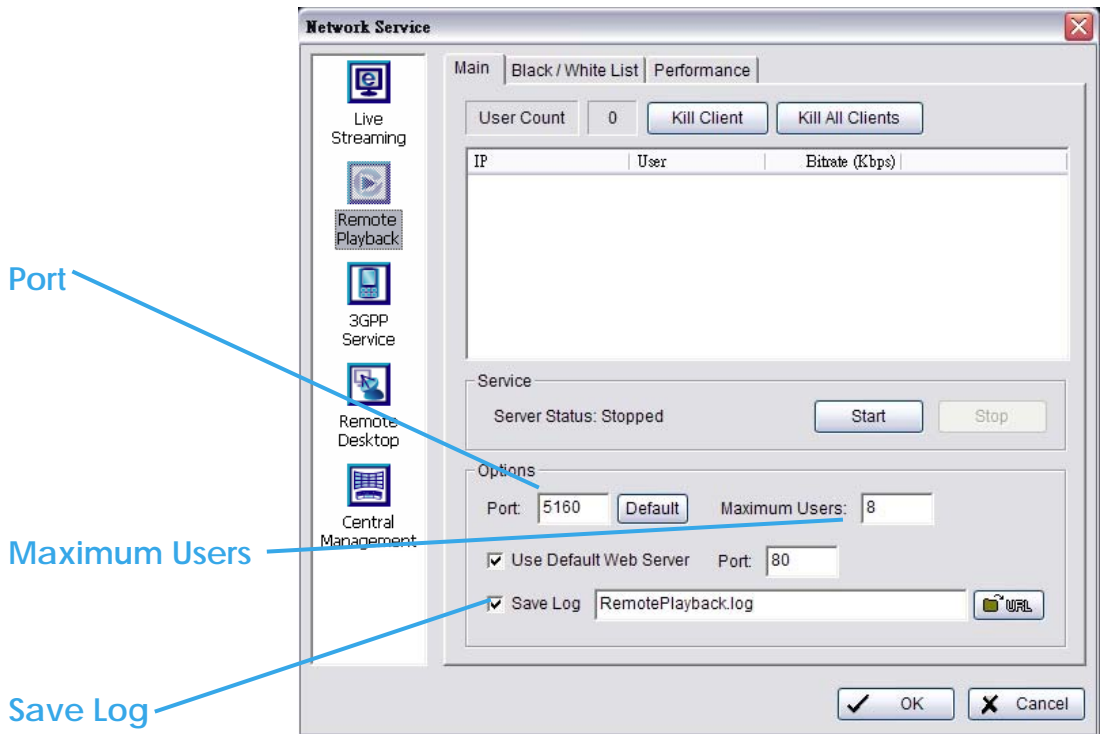 Network Service
Main
Black / White List
Performance
Live
Streaming
Remote
Playback
3GPP
Service
Remote
Desktop
Central
Management
User Count
0
Kill Client
Kill All Clients
IP
User
Bitrate (Kbps)
Service
Server Status: Stopped
Start
Stop
Options
Port:
5160
Default
Maximum Users:
8
Use Default Web Server
Port:
80
Save Log
RemotePlayback.log
URL
OK
Cancel
Port
Maximum Users
Save Log